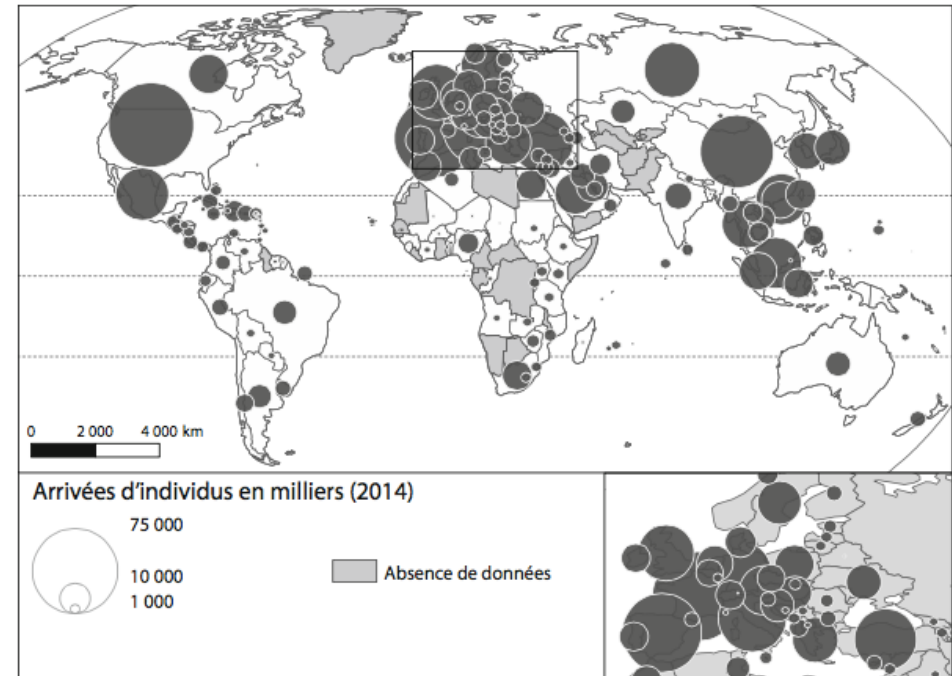 0 2 000 4 000 km
Arrivées d'individus en milliers (2014)
75 000
10 000
1 000
Absence de données